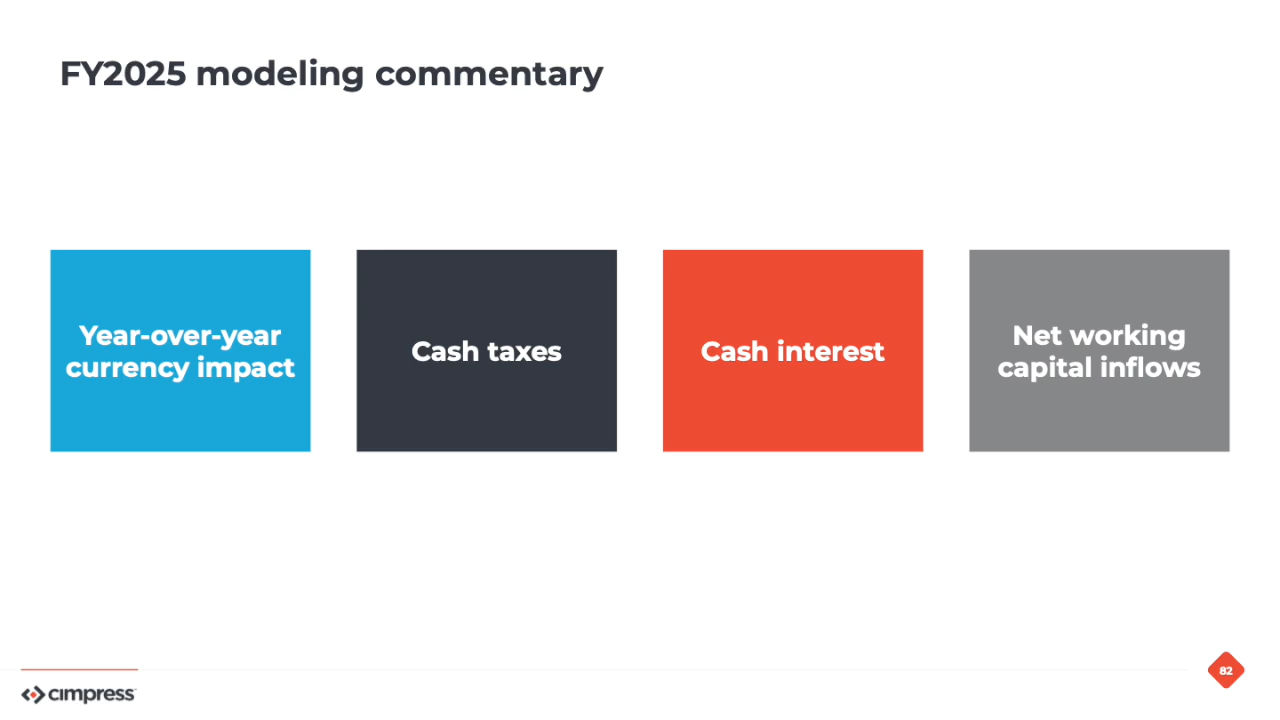 FY2025 modeling commentary
Year-over-year
currency impact
Cash taxes
Cash interest
Net working
capital inflows
82
cimpress